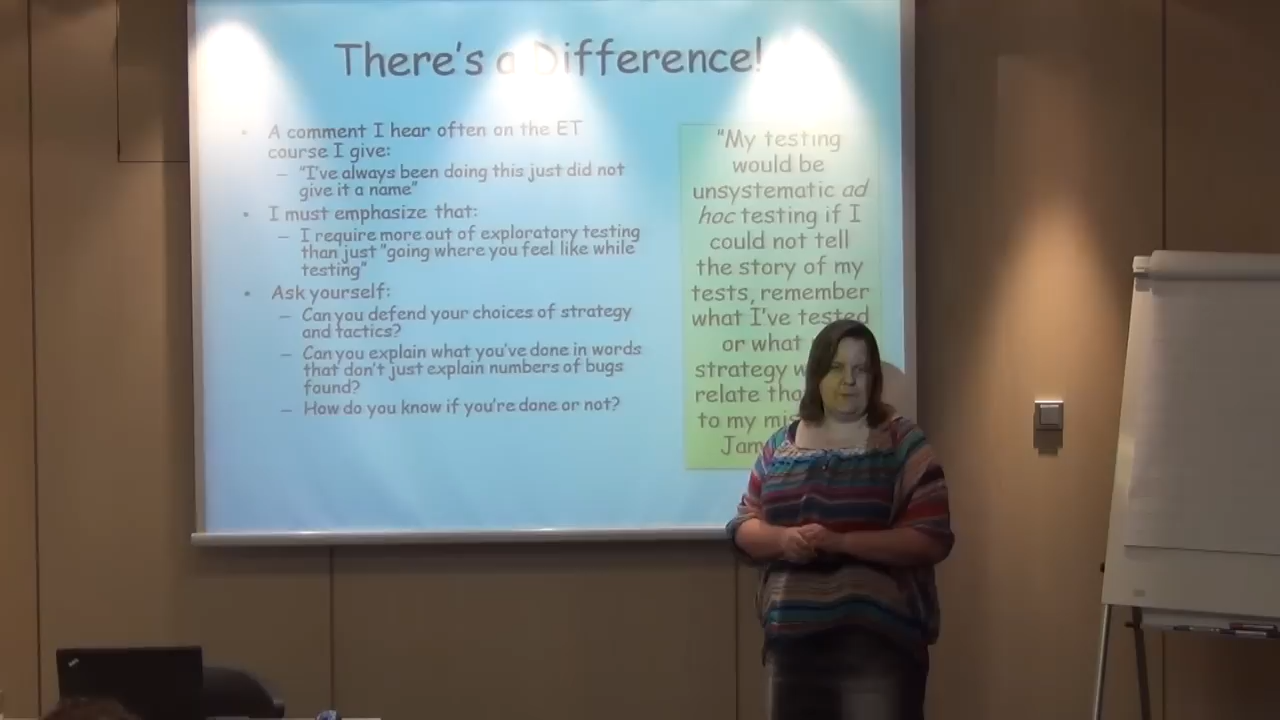 There's a Difference!
A comment I hear often on the ET
course I give:
– "I've always been doing this just did not
give it a name"
I must emphasize that:
– I require more out of exploratory testing
than just "going where you feel like while
testing"
Ask yourself:
– Can you defend your choices of strategy
and tactics?
– Can you explain what you've done in words
that don't just explain numbers of bugs
found?
– How do you know if you're done or not?
"My testing
would be
unsystematic ad
hoc testing if I
could not tell
the story of my
tests, remember
what I've tested
or what
strategy
relate
to my